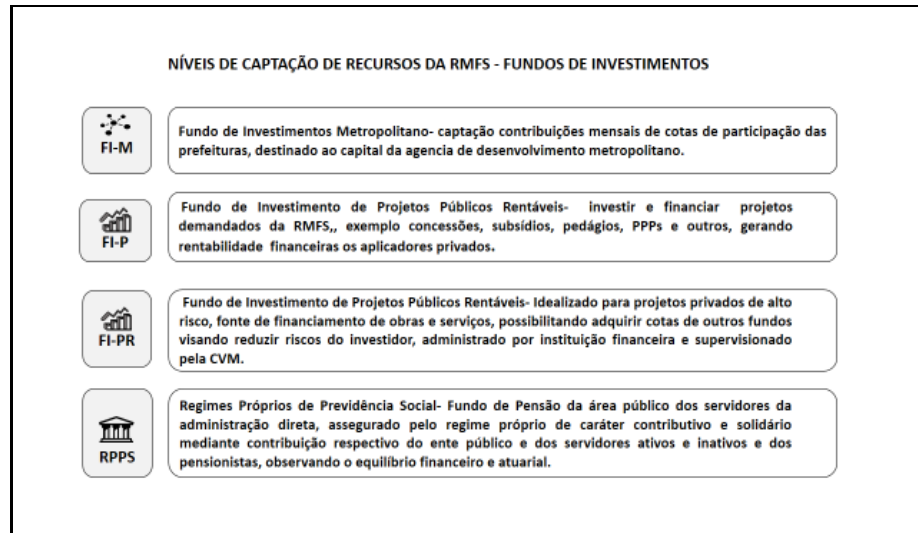 NÍVEIS DE CAPTAÇÃO DE RECURSOS DA RMFS - FUNDOS DE INVESTIMENTOS
FI-M
Fundo de Investimentos Metropolitano- captação contribuições mensais de cotas de participação das
prefeituras, destinado ao capital da agencia de desenvolvimento metropolitano.
FI-P
Fundo de Investimento de Projetos Públicos Rentáveis- investir e financiar projetos
demandados da RMFS,, exemplo concessões, subsídios, pedágios, PPPs e outros, gerando
rentabilidade financeiras os aplicadores privados.
FI-PR
Fundo de Investimento de Projetos Públicos Rentáveis- Idealizado para projetos privados de alto
risco, fonte de financiamento de obras e serviços, possibilitando adquirir cotas de outros fundos
visando reduzir riscos do investidor, administrado por instituição financeira e supervisionado
pela CVM.
RPPS
Regimes Próprios de Previdência Social- Fundo de Pensão da área público dos servidores da
administração direta, assegurado pelo regime próprio de caráter contributivo e solidário
mediante contribuição respectivo do ente público e dos servidores ativos e inativos e dos
pensionistas, observando o equilíbrio financeiro e atuarial.